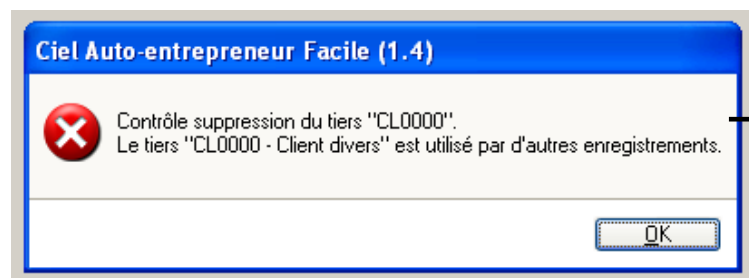 Ciel Auto-entrepreneur Facile (1.4)
Contrôle suppression du tiers "CL0000".
Le tiers "CL0000 - Client divers" est utilisé par d'autres enregistrements.
OK